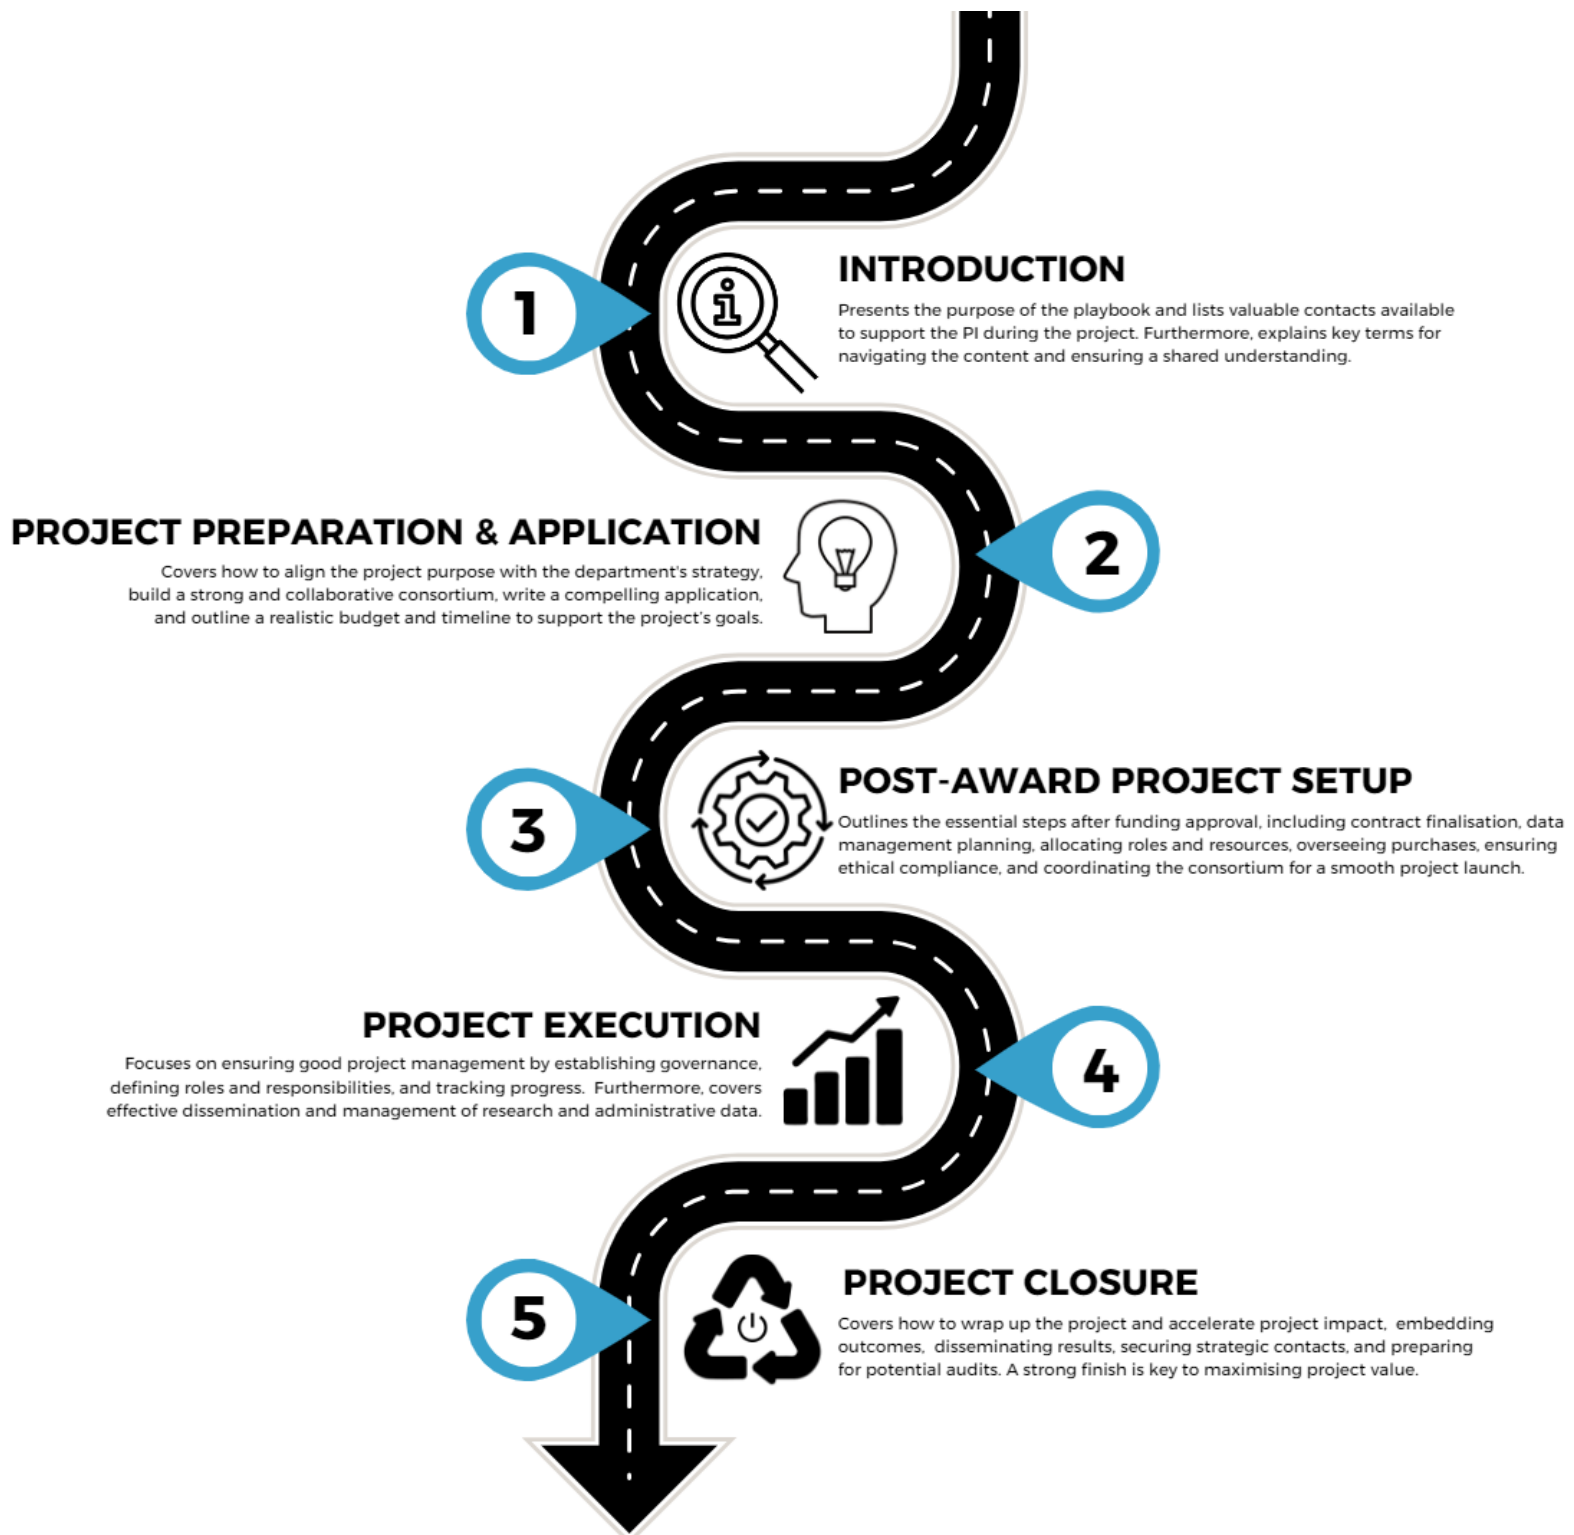 1
INTRODUCTION
Presents the purpose of the playbook and lists valuable contacts available
to support the PI during the project. Furthermore, explains key terms for
navigating the content and ensuring a shared understanding.
2
PROJECT PREPARATION & APPLICATION
Covers how to align the project purpose with the department's strategy,
build a strong and collaborative consortium, write a compelling application,
and outline a realistic budget and timeline to support the project's goals.
3
POST-AWARD PROJECT SETUP
Outlines the essential steps after funding approval, including contract finalisation, data
management planning, allocating roles and resources, overseeing purchases, ensuring
ethical compliance, and coordinating the consortium for a smooth project launch.
4
PROJECT EXECUTION
Focuses on ensuring good project management by establishing governance,
defining roles and responsibilities, and tracking progress. Furthermore, covers
effective dissemination and management of research and administrative data.
5
PROJECT CLOSURE
Covers how to wrap up the project and accelerate project impact, embedding
outcomes, disseminating results, securing strategic contacts, and preparing
for potential audits. A strong finish is key to maximising project value.